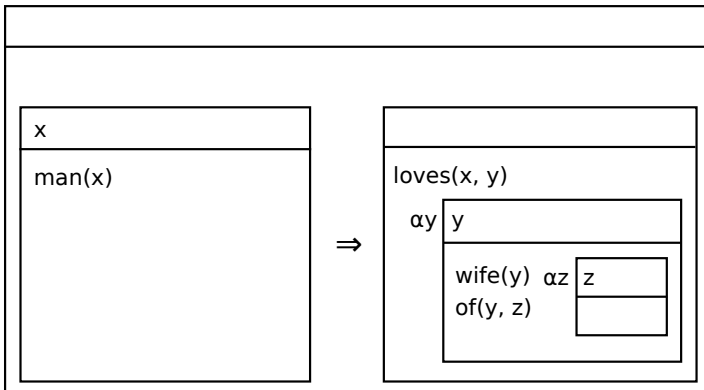 x
man(x)
⇒
loves(x, y)
αy y
wife(y) αz z
of(y, z)